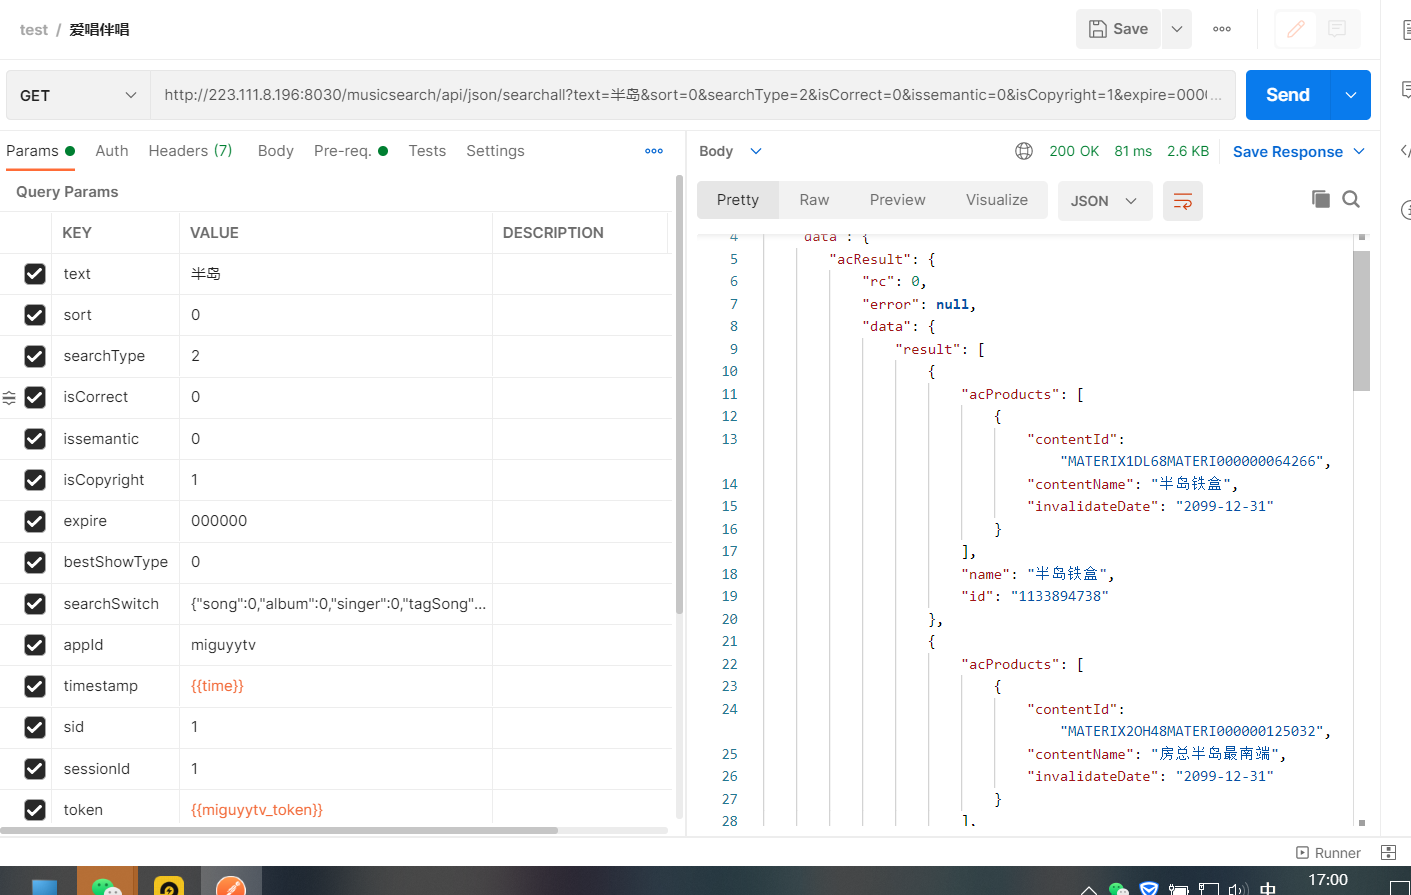 test / 爱唱伴唱
Save
GET
http://223.111.8.196:8030/musicsearch/api/json/searchall?text=半岛&sort=0&searchType=2&isCorrect=0&issemantic=0&isCopyright=1&expire=000(...
Send
Params Auth Headers (7) Body Pre-req. Tests Settings
Body 200 OK 81 ms 2.6 KB Save Response
Query Params
Pretty Raw Preview Visualize JSON
KEY VALUE DESCRIPTION
text 半岛
sort 0
searchType 2
isCorrect 0
issemantic 0
isCopyright 1
expire 000000
bestShowType 0
searchSwitch {"song":0,"album":0,"singer":0,"tagSong"...
appId miguyytv
timestamp {{time}}
sid 1
sessionId 1
token {{miguyytv_token}}
4 data : {
5 "acResult": {
6 "rc": 0,
7 "error": null,
8 "data": {
9 "result": [
10 {
11 "acProducts": [
12 {
13 "contentId":
"MATERIX1DL68MATERI000000064266",
14 "contentName": "半岛铁盒",
15 "invalidateDate": "2099-12-31"
16 }
17 ],
18 "name": "半岛铁盒",
19 "id": "1133894738"
20 },
21 {
22 "acProducts": [
23 {
24 "contentId":
"MATERIX2OH48MATERI000000125032",
25 "contentName": "房总半岛最南端",
26 "invalidateDate": "2099-12-31"
27 }
28 ],
Runner
中
17:00